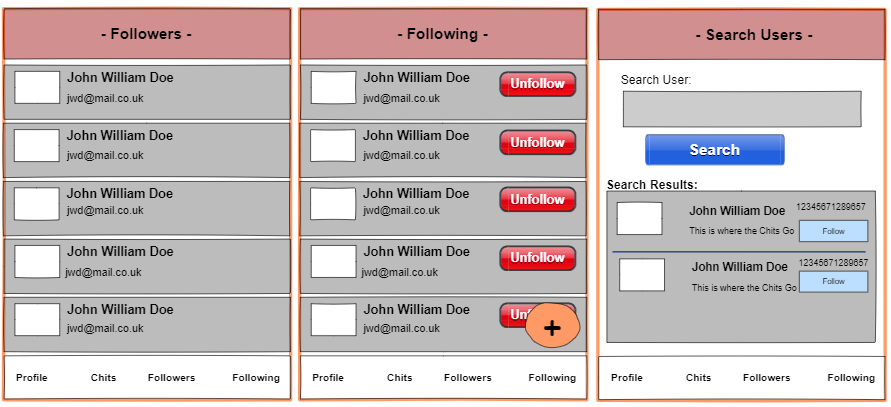 - Followers -
John William Doe
jwd@mail.co.uk
John William Doe
jwd@mail.co.uk
John William Doe
jwd@mail.co.uk
John William Doe
jwd@mail.co.uk
John William Doe
jwd@mail.co.uk
Profile Chits Followers Following
- Following -
John William Doe
Unfollow
jwd@mail.co.uk
John William Doe
Unfollow
jwd@mail.co.uk
John William Doe
Unfollow
jwd@mail.co.uk
John William Doe
Unfollow
jwd@mail.co.uk
John William Doe
jwd@mail.co.uk
+
Profile Chits Followers Following
- Search Users -
Search User:
Search
Search Results:
John William Doe 12345671289657
This is where the Chits Go Follow
John William Doe 12345671289657
This is where the Chits Go Follow
Profile Chits Followers Following